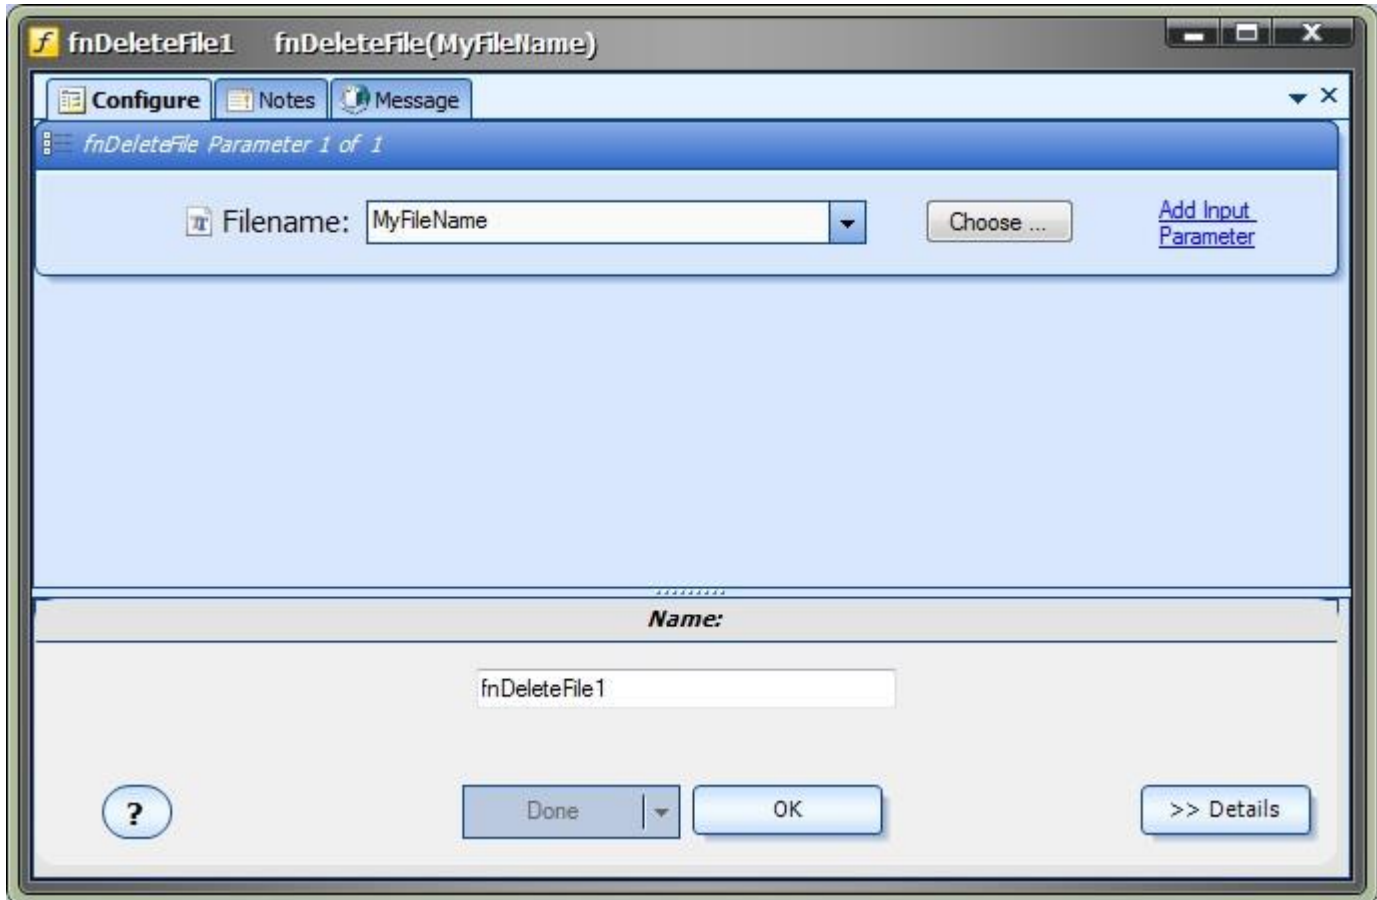 fnDeleteFile1 fnDeleteFile(MyFileName)
Configure Notes Message
fnDeleteFile Parameter 1 of 1
Filename: MyFileName Choose ... Add Input
Parameter
Name:
fnDeleteFile1
? Done OK >> Details